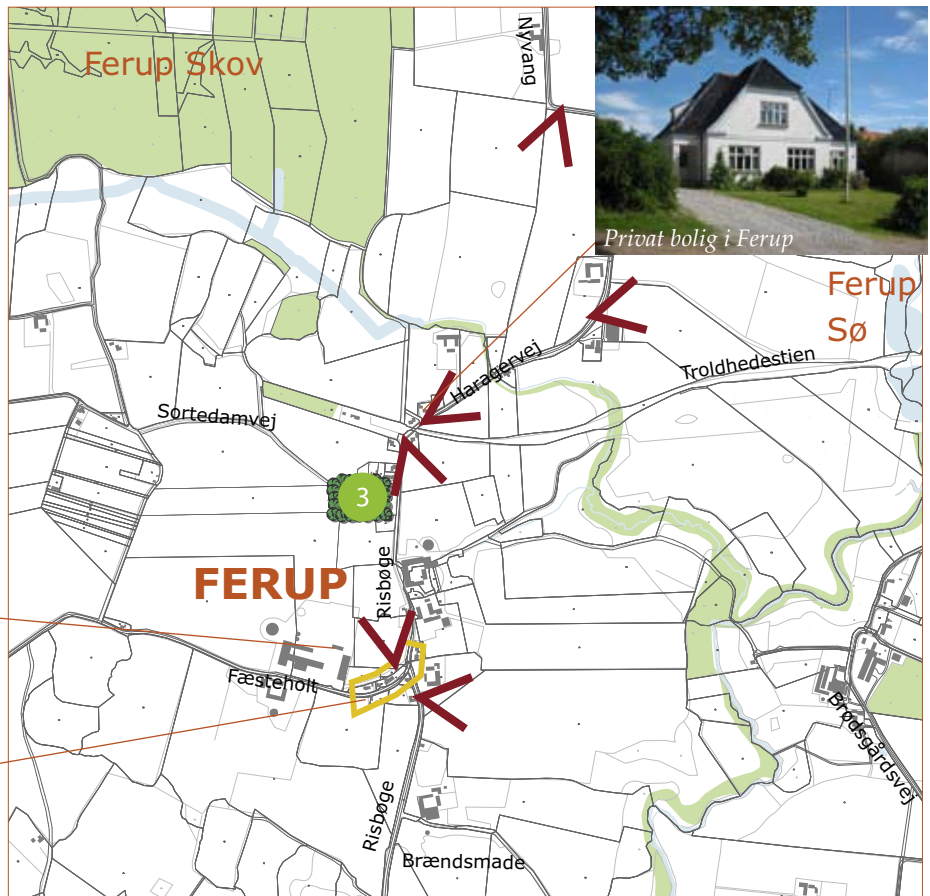 Ferup Skov
Nyvang
Privat bolig i Ferup
Ferup
Sø
Haragervej
Troldhedestien
Sortedamvej
3
Risbøge
FERUP
Fæsteholt
Brødsgårdsvej
Risbøge
Brændsmade